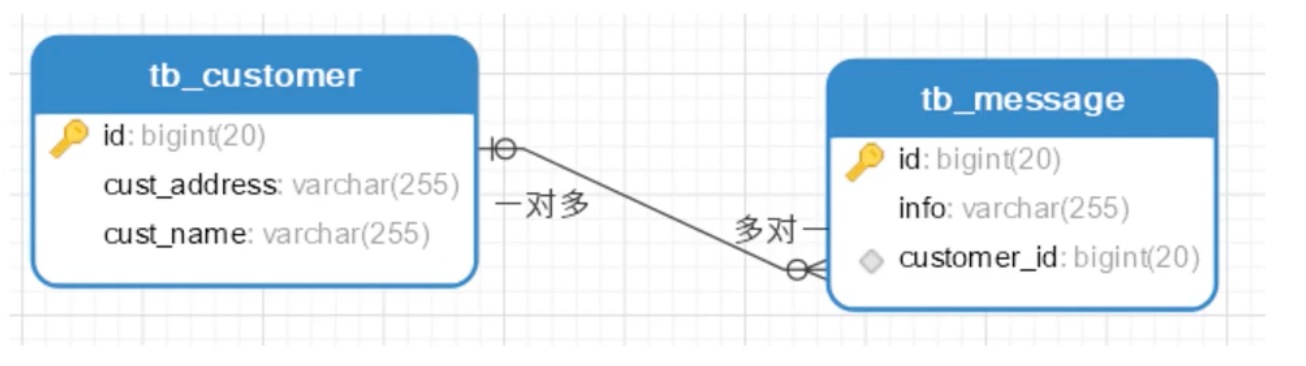 tb_customer
id: bigint(20)
cust_address: varchar(255)
cust_name: varchar(255)
一对多
多对一
tb_message
id: bigint(20)
info: varchar(255)
customer_id: bigint(20)